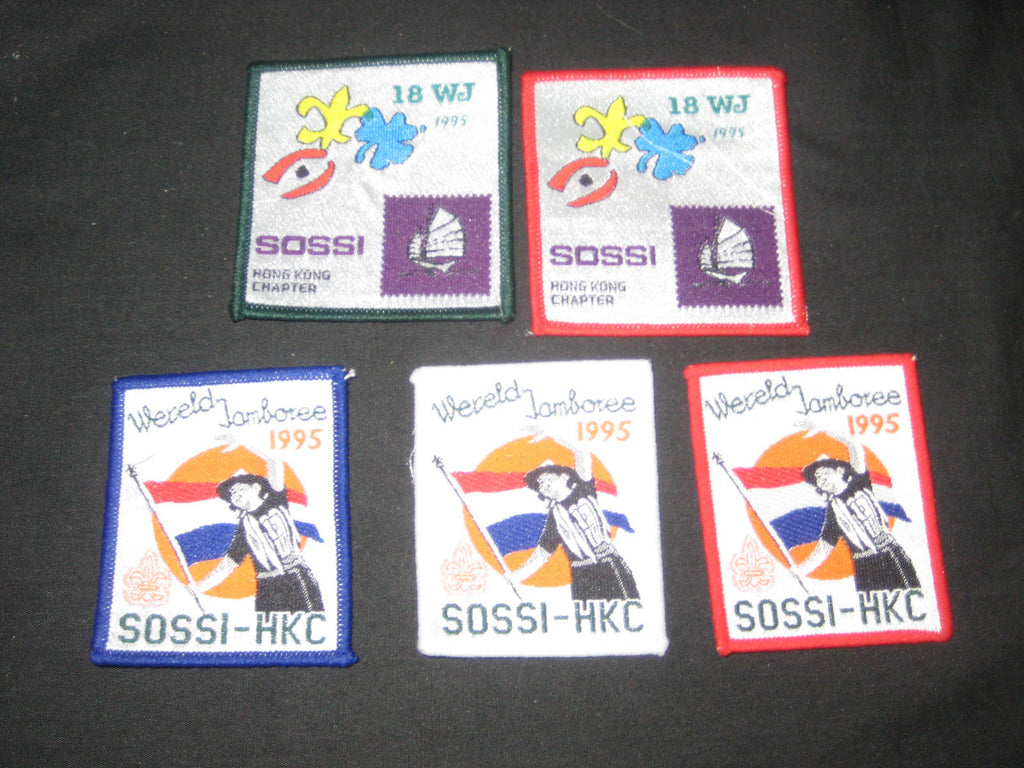 18 WJ
1995
SOSSI
HONG KONG
CHAPTER
18 WJ
1995
SOSSI
HONG KONG
CHAPTER
Wereld Jamboree
1995
SOSSI-HKC
Wereld Jamboree
1995
SOSSI-HKC
Wereld Jamboree
1995
SOSSI-HKC